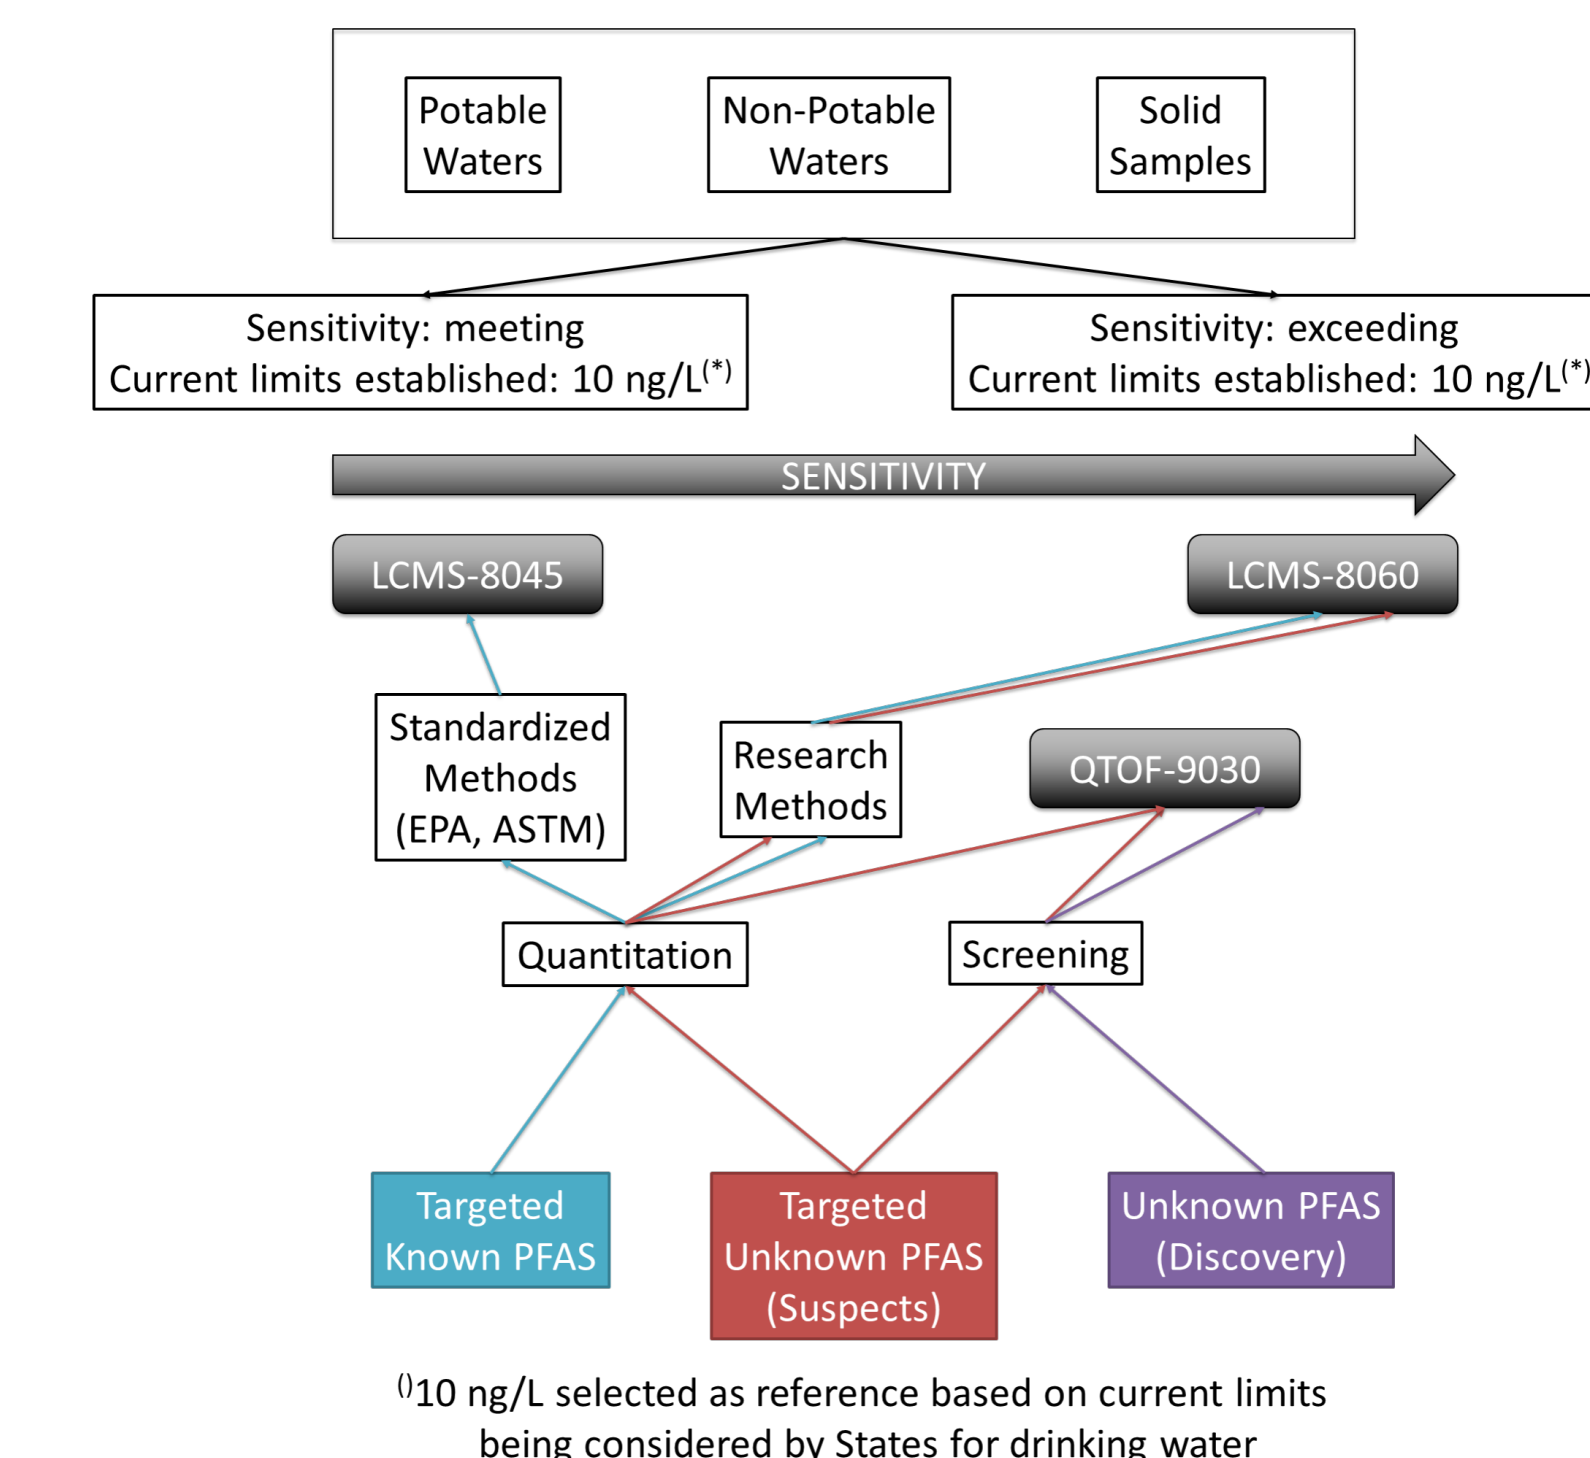 Potable
Waters
Non-Potable
Waters
Solid
Samples
Sensitivity: meeting
Current limits established: 10 ng/L(*)
Sensitivity: exceeding
Current limits established: 10 ng/L(*)
SENSITIVITY
LCMS-8045
LCMS-8060
Standardized
Methods
(EPA, ASTM)
Research
Methods
QTOF-9030
Quantitation
Screening
Targeted
Known PFAS
Targeted
Unknown PFAS
(Suspects)
Unknown PFAS
(Discovery)
()10 ng/L selected as reference based on current limits
being considered by States for drinking water